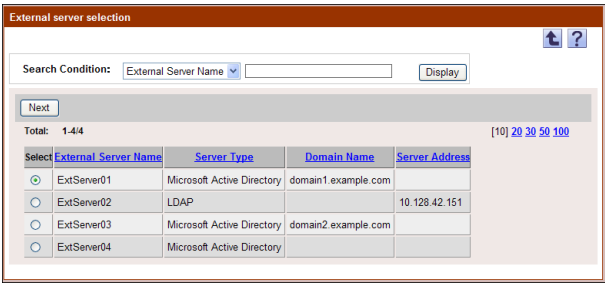 External server selection
?
Search Condition: External Server Name Display
Next
Total: 1-4/4 [10] 20 30 50 100
Select External Server Name Server Type Domain Name Server Address
ExtServer01 Microsoft Active Directory domain1.example.com
ExtServer02 LDAP 10.128.42.151
ExtServer03 Microsoft Active Directory domain2.example.com
ExtServer04 Microsoft Active Directory